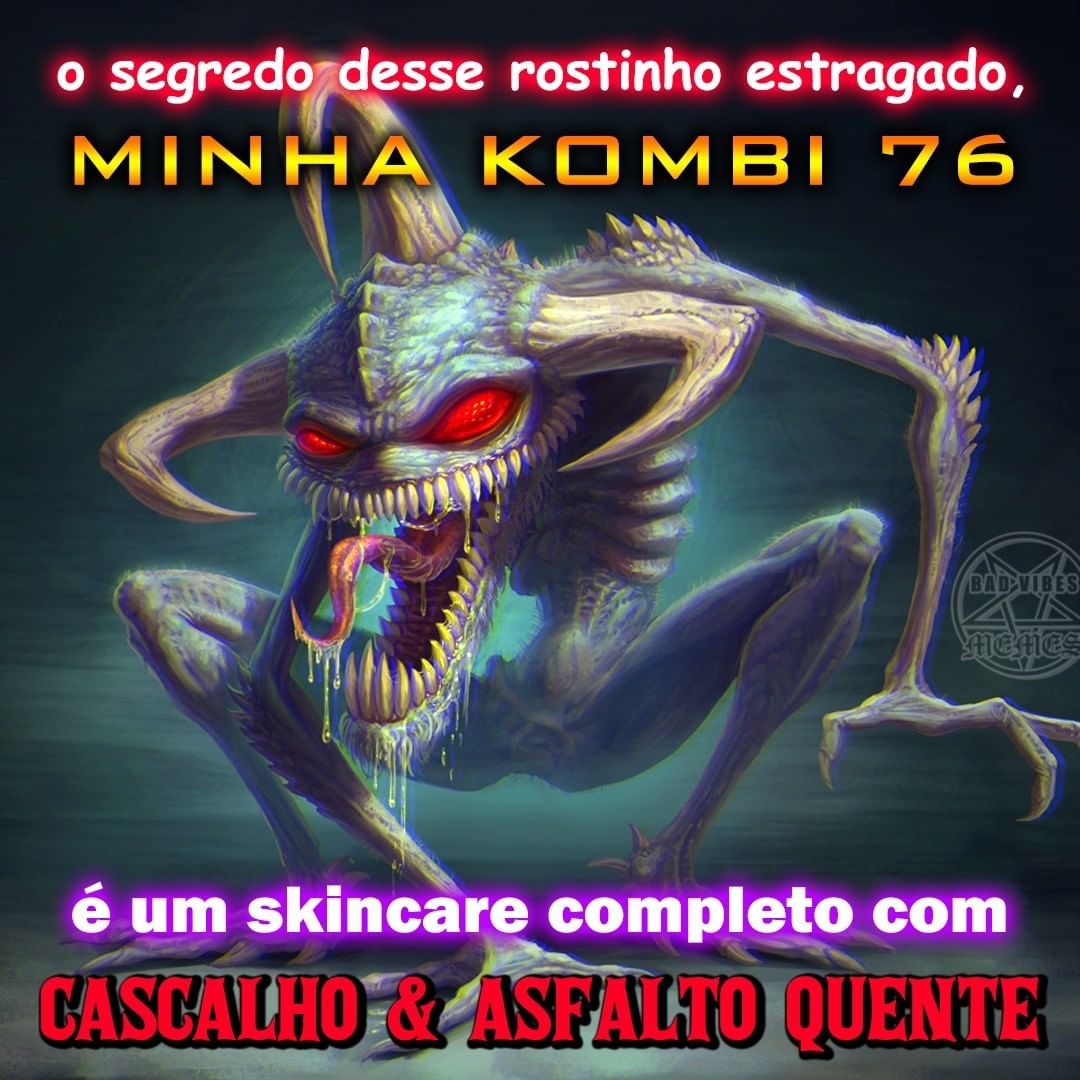 o segredo desse rostinho estragado,
MINHA KOMBI 76
BAD VIBES
MEMES
é um skincare completo com
CASCALHO & ASFALTO QUENTE